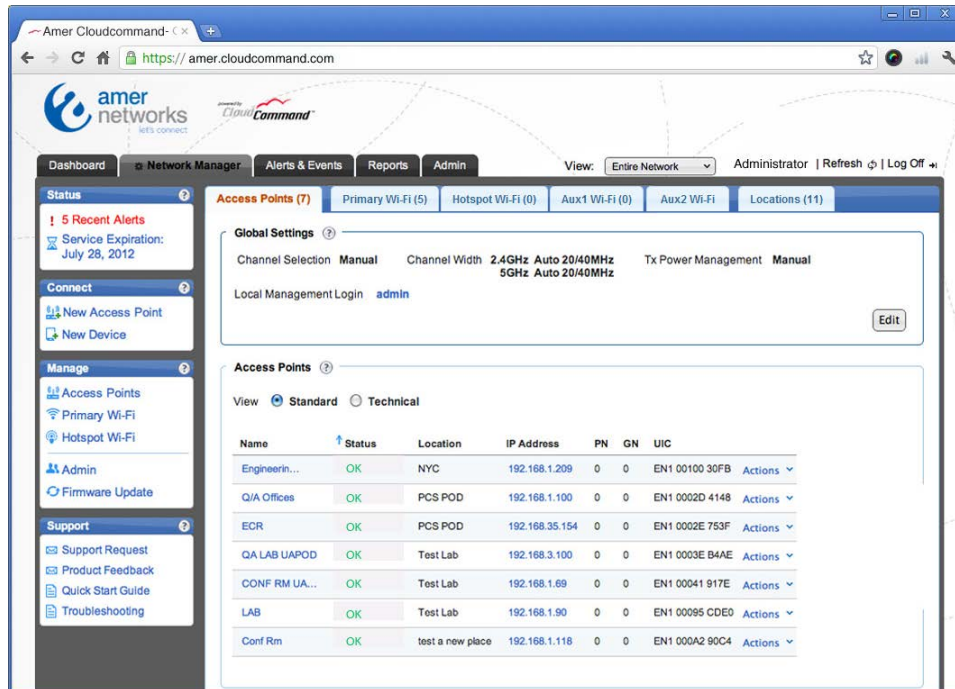 Amer Cloudcommand- C
https://amer.cloudcommand.com
amer
networks
let's connect
powered by
CloudCommand™
Dashboard Network Manager Alerts & Events Reports Admin View: Entire Network Administrator | Refresh | Log Off
Status ?
! 5 Recent Alerts
Service Expiration:
July 28, 2012
Connect ?
New Access Point
New Device
Manage ?
Access Points
Primary Wi-Fi
Hotspot Wi-Fi
Admin
Firmware Update
Support ?
Support Request
Product Feedback
Quick Start Guide
Troubleshooting
Access Points (7) Primary Wi-Fi (5) Hotspot Wi-Fi (0) Aux1 Wi-Fi (0) Aux2 Wi-Fi Locations (11)
Global Settings ?
Channel Selection Manual Channel Width 2.4GHz Auto 20/40MHz Tx Power Management Manual
5GHz Auto 20/40MHz
Local Management Login admin
Edit
Access Points ?
View Standard Technical
Name Status Location IP Address PN GN UIC
Engineerin... OK NYC 192.168.1.209 0 0 EN1 00100 30FB Actions
Q/A Offices OK PCS POD 192.168.1.100 0 0 EN1 0002D 4148 Actions
ECR OK PCS POD 192.168.35.154 0 0 EN1 0002E 753F Actions
QA LAB UAPOD OK Test Lab 192.168.3.100 0 0 EN1 0003E B4AE Actions
CONF RM UA... OK Test Lab 192.168.1.69 0 0 EN1 00041 917E Actions
LAB OK Test Lab 192.168.1.90 0 0 EN1 00095 CDE0 Actions
Conf Rm OK test a new place 192.168.1.118 0 0 EN1 000A2 90C4 Actions